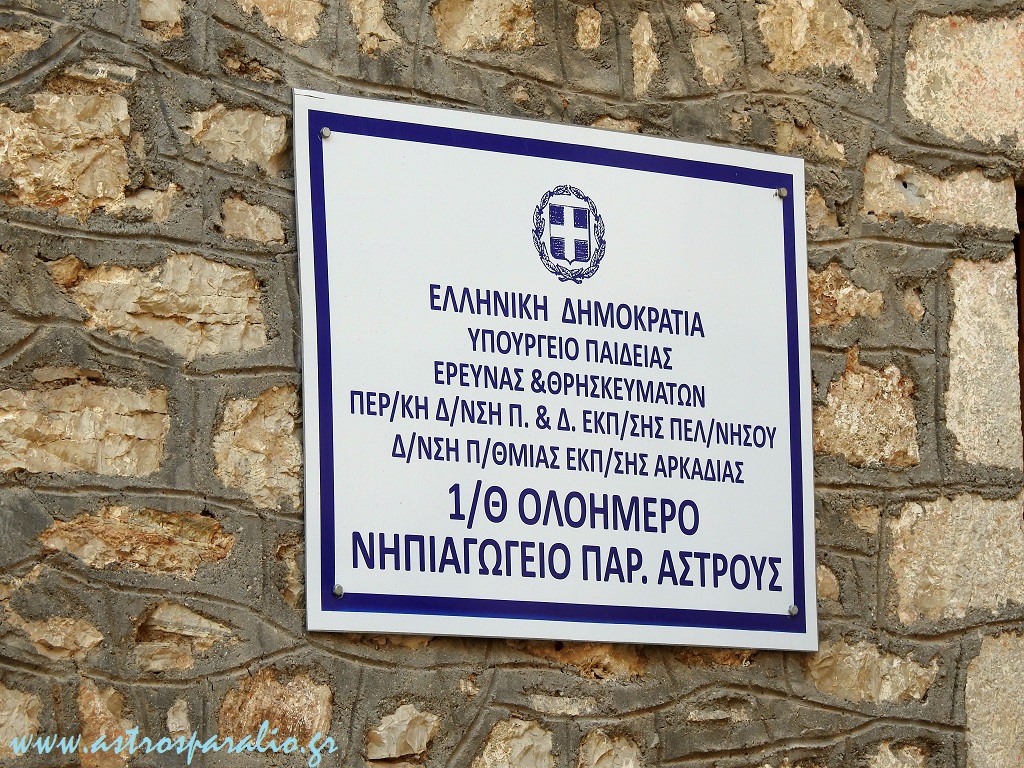 ΕΛΛΗΝΙΚΗ ΔΗΜΟΚΡΑΤΙΑ
ΥΠΟΥΡΓΕΙΟ ΠΑΙΔΕΙΑΣ
ΕΡΕΥΝΑΣ &ΘΡΗΣΚΕΥΜΑΤΩΝ
ΠΕΡ/ΚΗ Δ/ΝΣΗ Π. & Δ. ΕΚΠ/ΣΗΣ ΠΕΛ/ΝΗΣΟΥ
Δ/ΝΣΗ Π/ΘΜΙΑΣ ΕΚΠ/ΣΗΣ ΑΡΚΑΔΙΑΣ
1/Θ ΟΛΟΗΜΕΡΟ
ΝΗΠΙΑΓΩΓΕΙΟ ΠΑΡ. ΑΣΤΡΟΥΣ
www.astrosparalio.gr